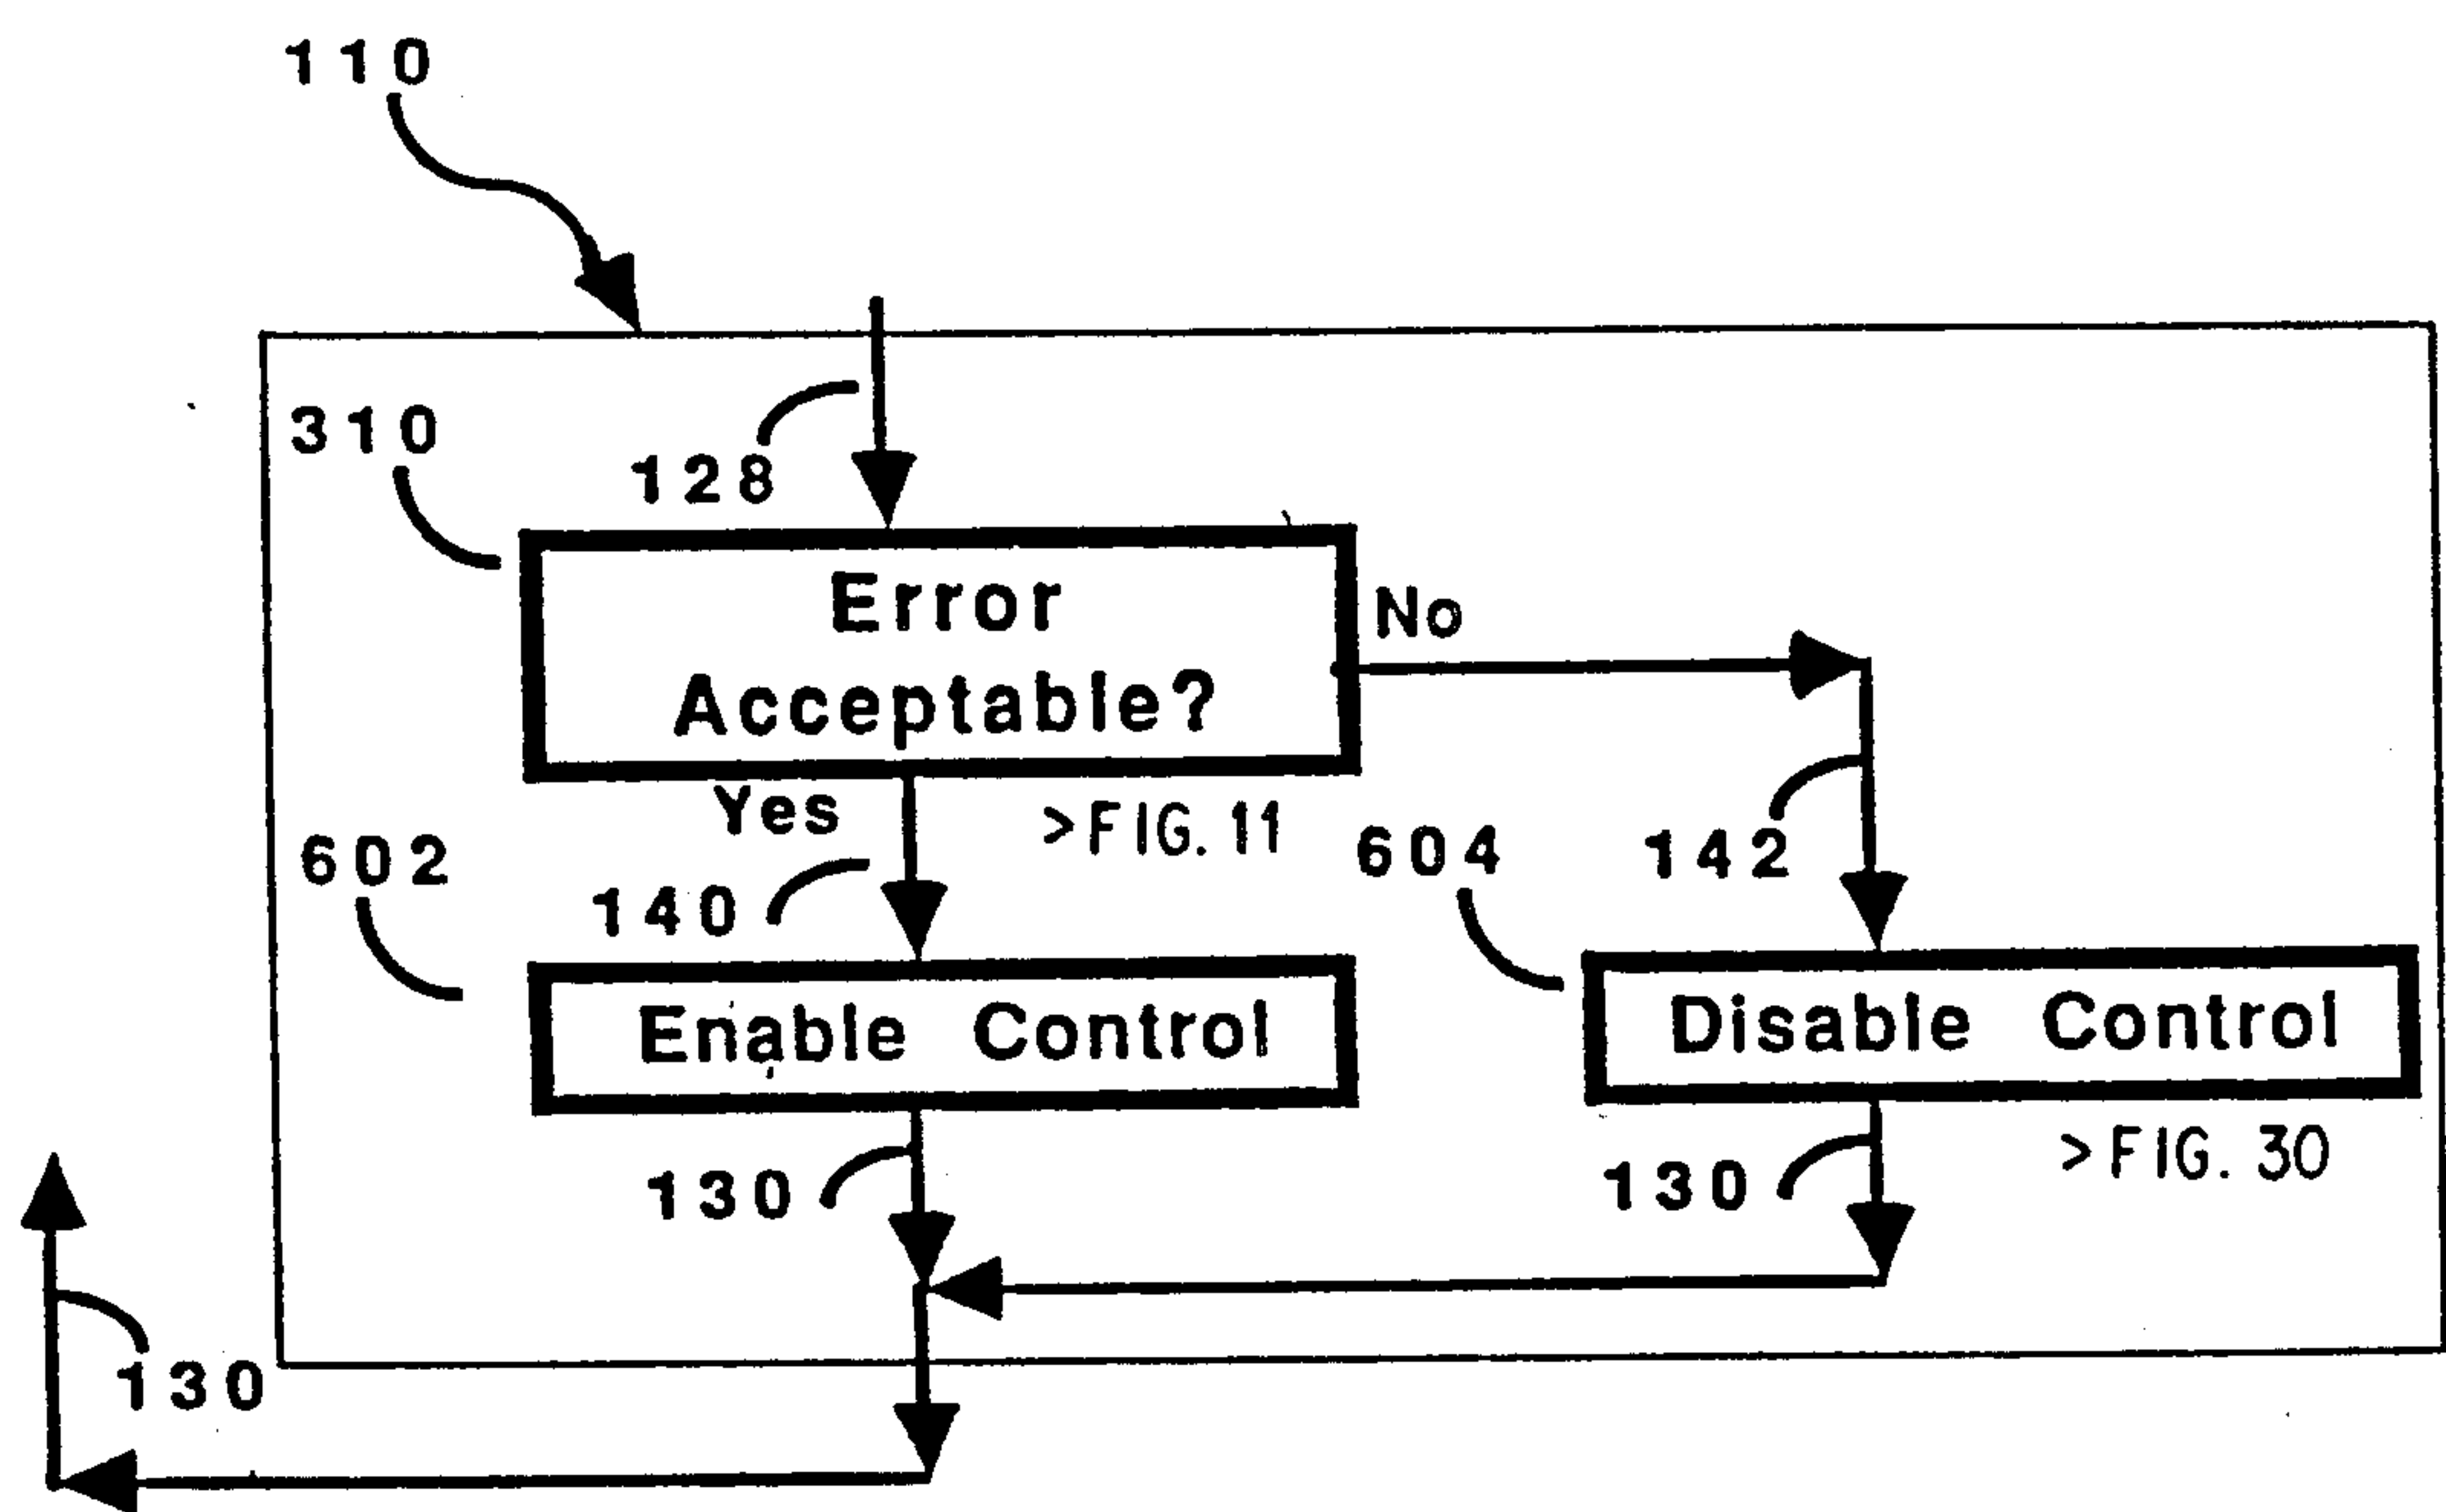 110
310
128
Error
Acceptable?
No
Yes
>FIG. 11
602
604
142
140
Enable Control
Disable Control
130
130
>FIG. 30
130